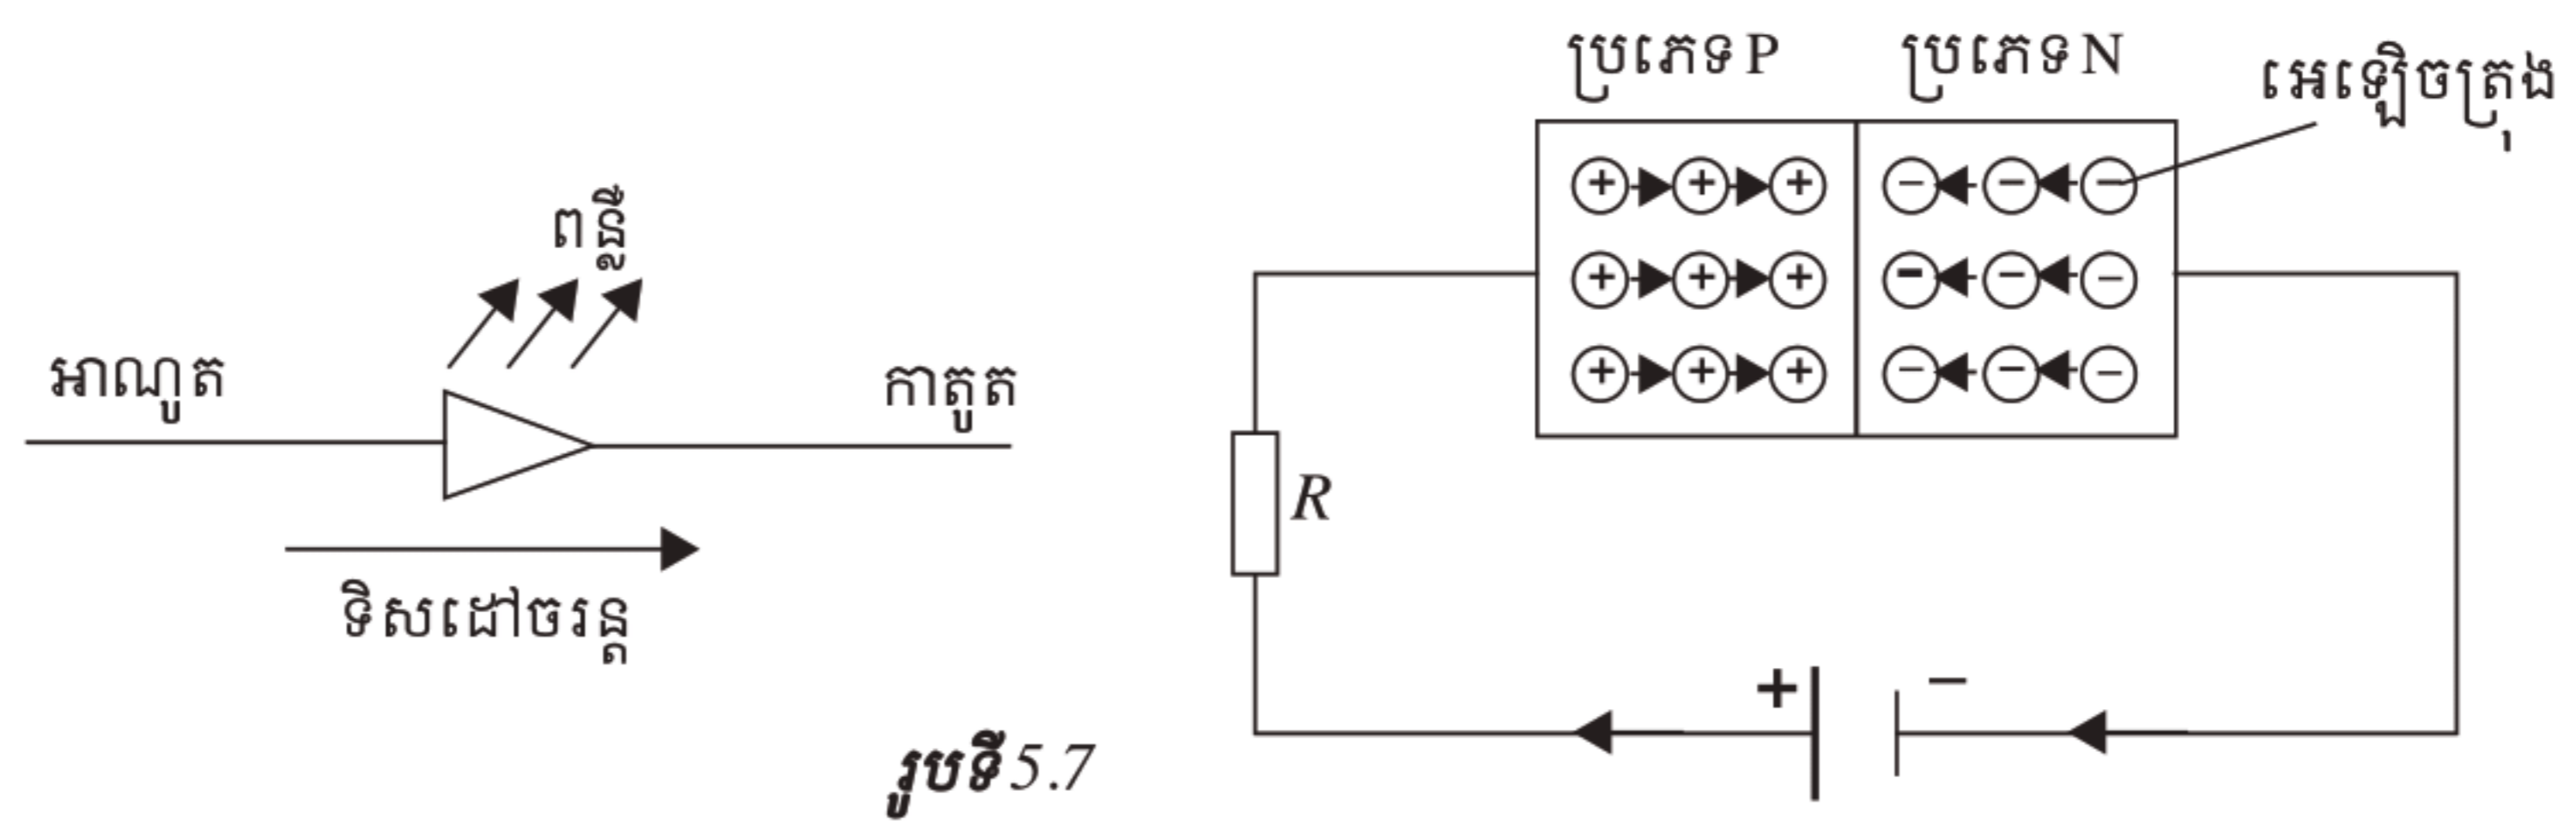 ពន្លឺ
អាណូត
កាតូត
ទិសដៅចរន្ត
ប្រភេទ P
ប្រភេទ N
អេឡិចត្រុង
+ + + − − −
+ + + − − −
+ + + − − −
R
+ −
រូបទី 5.7